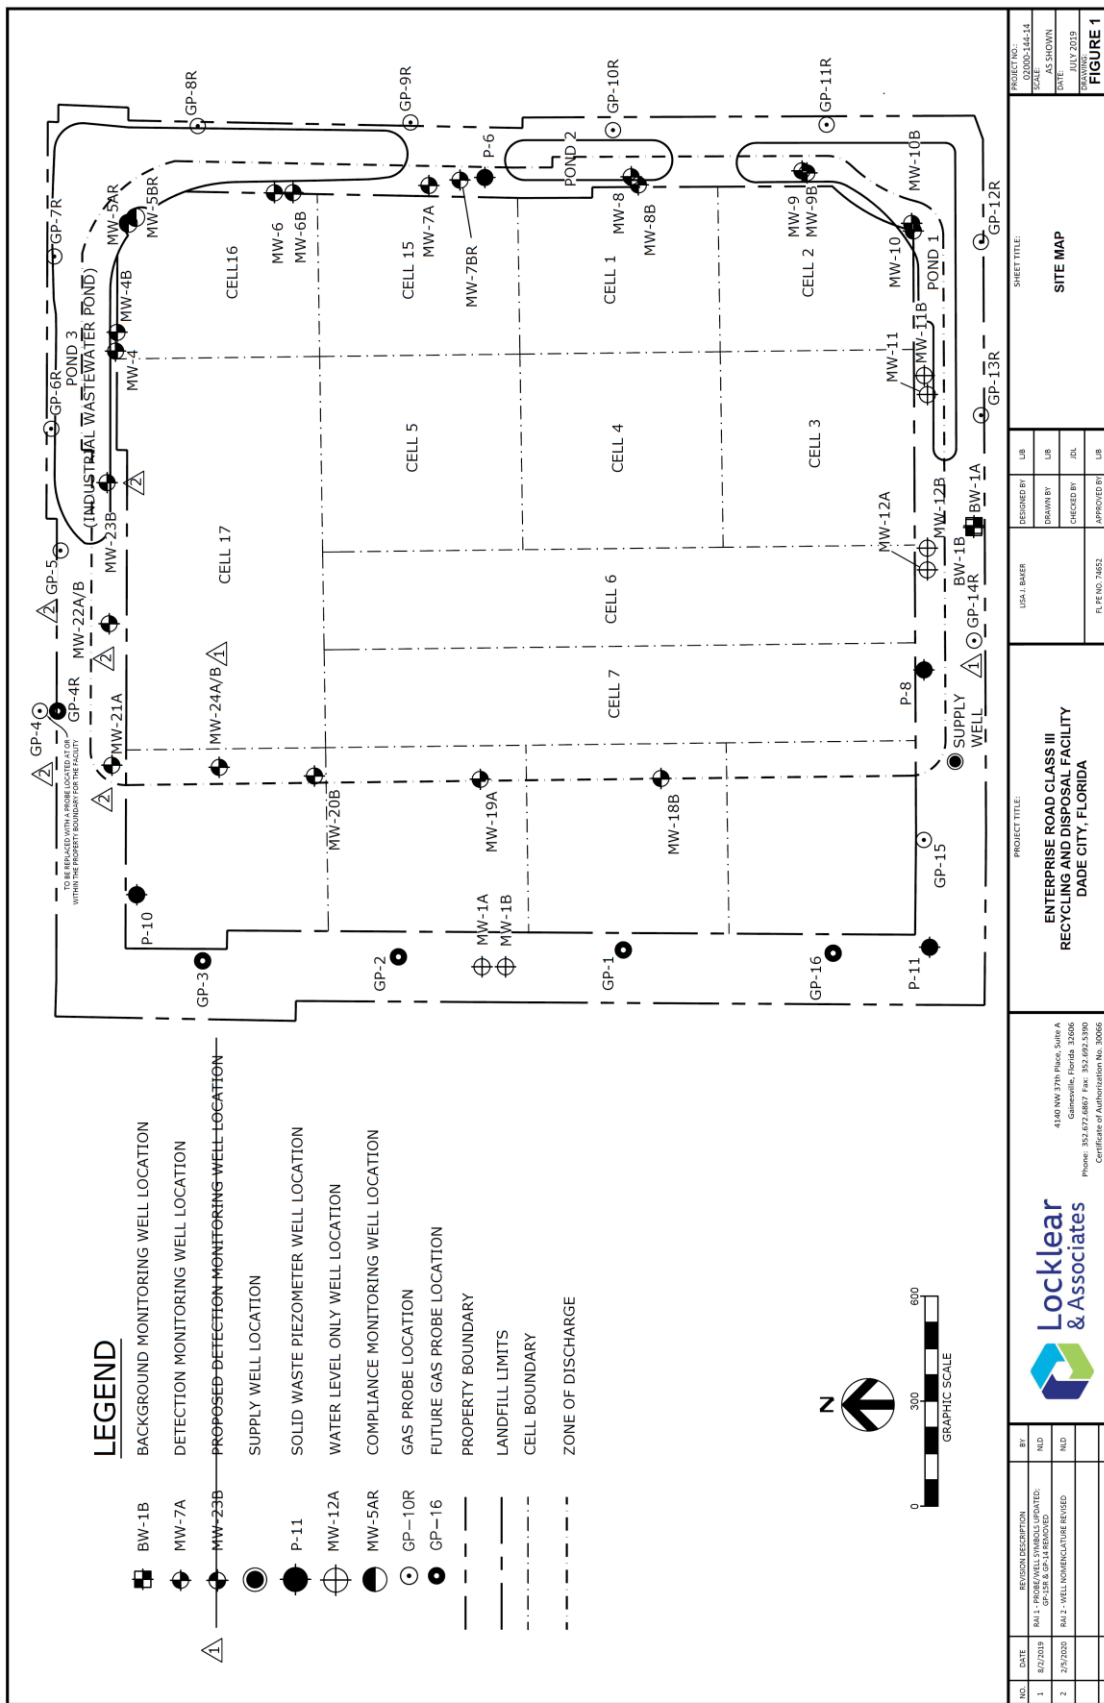 LEGEND
BW-1B BACKGROUND MONITORING WELL LOCATION
MW-7A DETECTION MONITORING WELL LOCATION
1 MW-23B PROPOSED DETECTION MONITORING WELL LOCATION
SUPPLY WELL LOCATION
P-11 SOLID WASTE PIEZOMETER WELL LOCATION
MW-12A WATER LEVEL ONLY WELL LOCATION
MW-5AR COMPLIANCE MONITORING WELL LOCATION
GP-10R GAS PROBE LOCATION
GP-16 FUTURE GAS PROBE LOCATION
PROPERTY BOUNDARY
LANDFILL LIMITS
CELL BOUNDARY
ZONE OF DISCHARGE
N
0 300 600
GRAPHIC SCALE
2 GP-4
GP-4R
TO BE REPLACED WITH A PROBE LOCATED AT OR
WITHIN THE PROPERTY BOUNDARY FOR THE FACILITY
2 GP-5
GP-6R
GP-7R
GP-8R
GP-9R
GP-10R
GP-11R
GP-12R
GP-13R
1 GP-14R
GP-15
GP-16
GP-1
GP-2
GP-3
POND 3
(INDUSTRIAL WASTEWATER POND)
2 MW-21A
2 MW-22A/B
MW-23B 2
MW-4
MW-4B
MW-5AR
MW-5BR
MW-6
MW-6B
MW-7A
MW-7BR
P-6
POND 2
MW-8
MW-8B
MW-9
MW-9B
MW-10
MW-10B
POND 1
MW-11
MW-11B
MW-12A
MW-12B
BW-1B
BW-1A
P-8
SUPPLY
WELL
P-10
P-11
MW-24A/B 1
MW-20B
MW-19A
MW-18B
MW-1A
MW-1B
CELL16
CELL 15
CELL 1
CELL 2
CELL 17
CELL 5
CELL 4
CELL 3
CELL 6
CELL 7
NO. DATE REVISION DESCRIPTION BY
1 8/2/2019 RAI 1 - PROBE/WELL SYMBOLS UPDATED; NLD
GP-15R & GP-14 REMOVED
2 2/5/2020 RAI 2 - WELL NOMENCLATURE REVISED NLD
Locklear
& Associates
4140 NW 37th Place, Suite A
Gainesville, Florida 32606
Phone: 352.672.6867 Fax: 352.692.5390
Certificate of Authorization No. 30066
PROJECT TITLE:
ENTERPRISE ROAD CLASS III
RECYCLING AND DISPOSAL FACILITY
DADE CITY, FLORIDA
LISA J. BAKER
FL PE NO. 74652
DESIGNED BY LJB
DRAWN BY LJB
CHECKED BY JDL
APPROVED BY LJB
SHEET TITLE:
SITE MAP
PROJECT NO.:
02000-144-14
SCALE:
AS SHOWN
DATE:
JULY 2019
DRAWING:
FIGURE 1